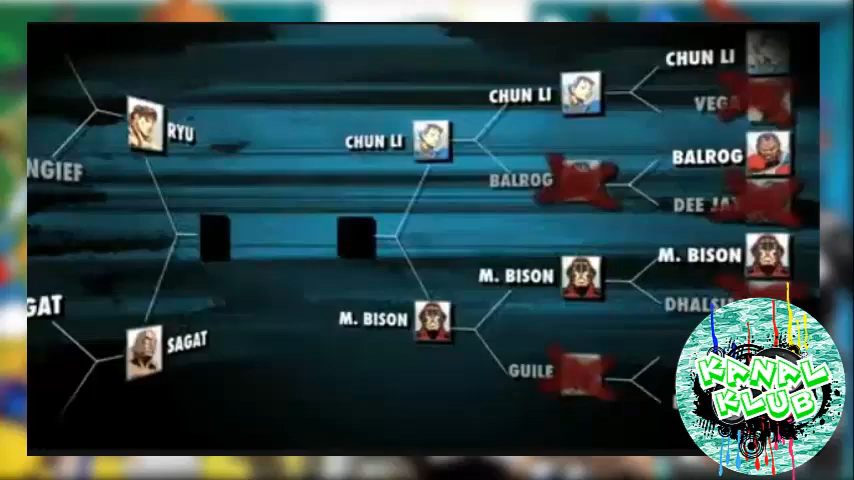 CHUN LI
CHUN LI
VEGA
RYU
CHUN LI
BALROG
NGIEF
BALROG
DEE JA
M. BISON
GAT
M. BISON
DHALSI
M. BISON
SAGAT
GUILE
KANAL
KLUB